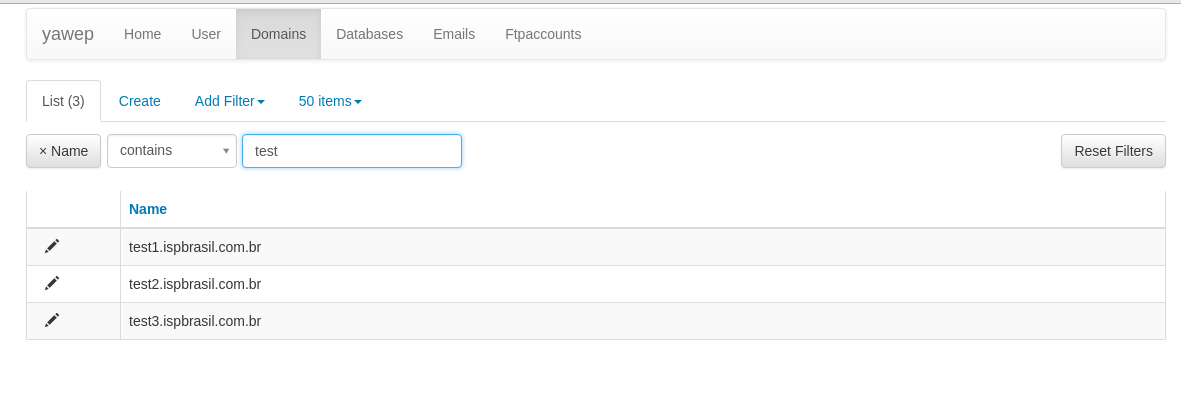 yawep Home User Domains Databases Emails Ftpaccounts
List (3) Create Add Filter 50 items
× Name contains test Reset Filters
Name
test1.ispbrasil.com.br
test2.ispbrasil.com.br
test3.ispbrasil.com.br